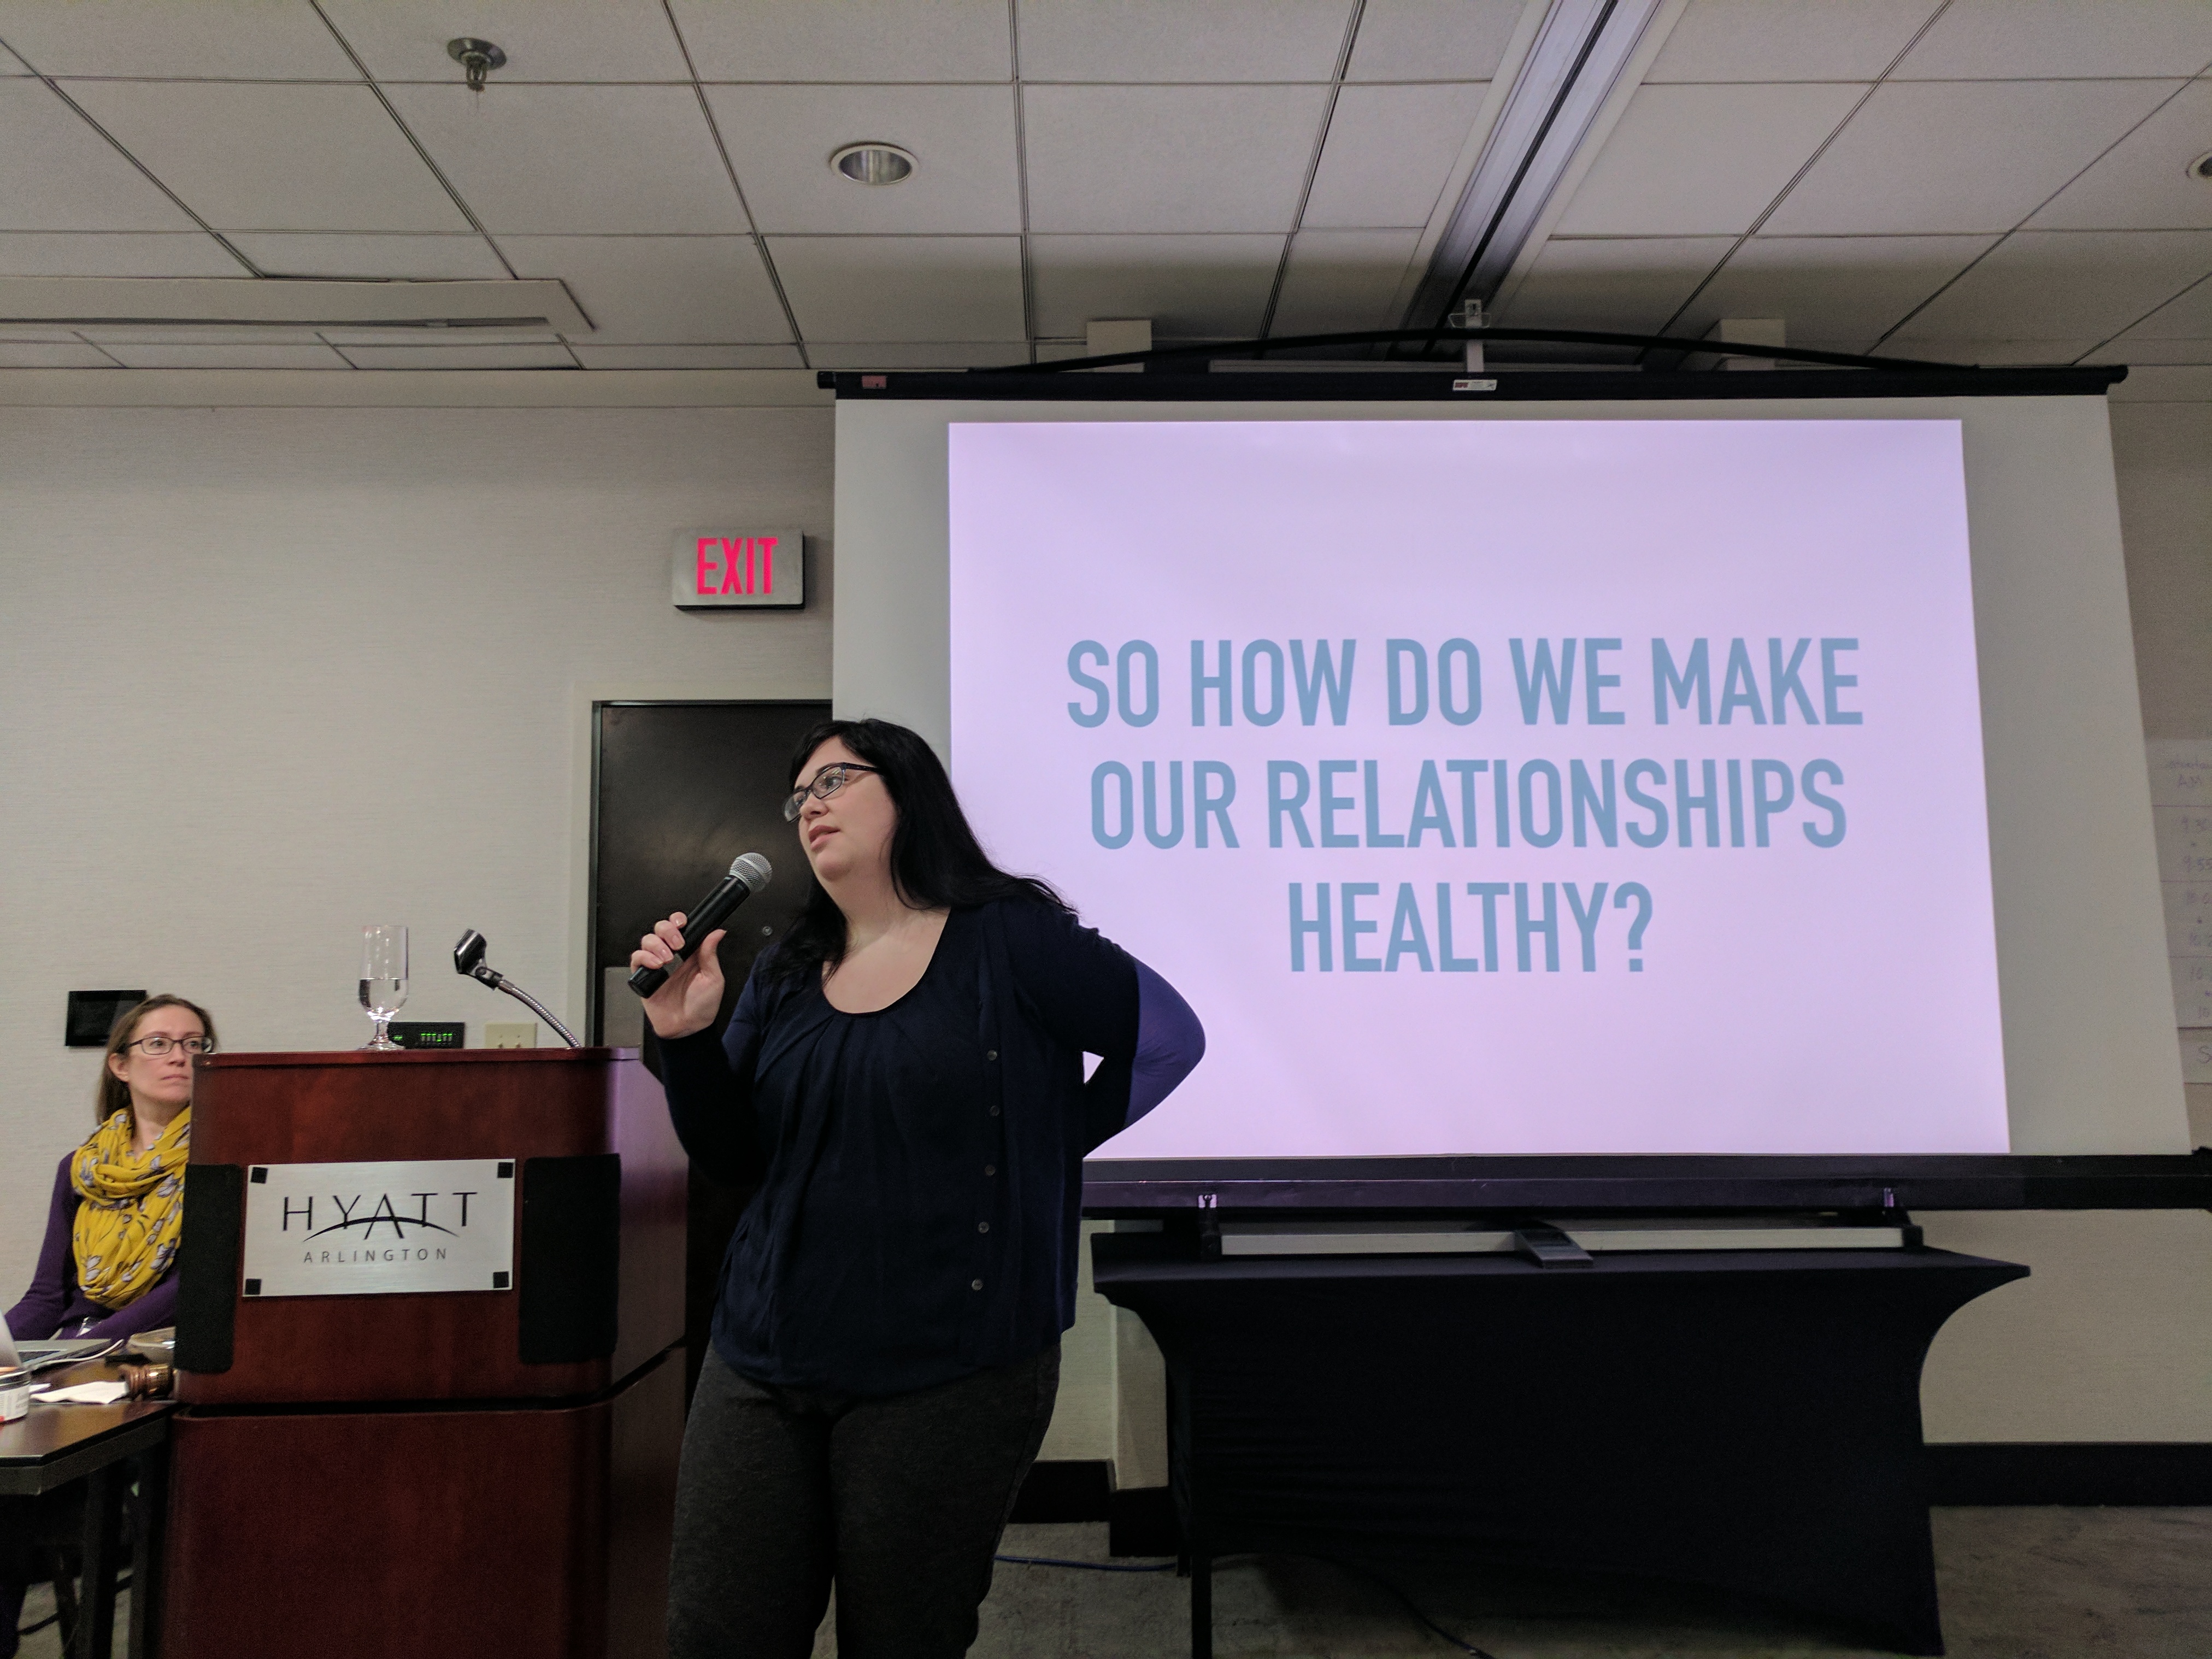 EXIT
SO HOW DO WE MAKE
OUR RELATIONSHIPS
HEALTHY?
HYATT
ARLINGTON